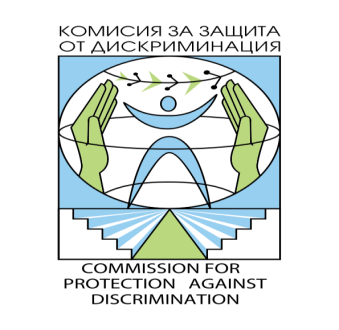 КОМИСИЯ ЗА ЗАЩИТА
ОТ ДИСКРИМИНАЦИЯ
COMMISSION FOR
PROTECTION AGAINST
DISCRIMINATION